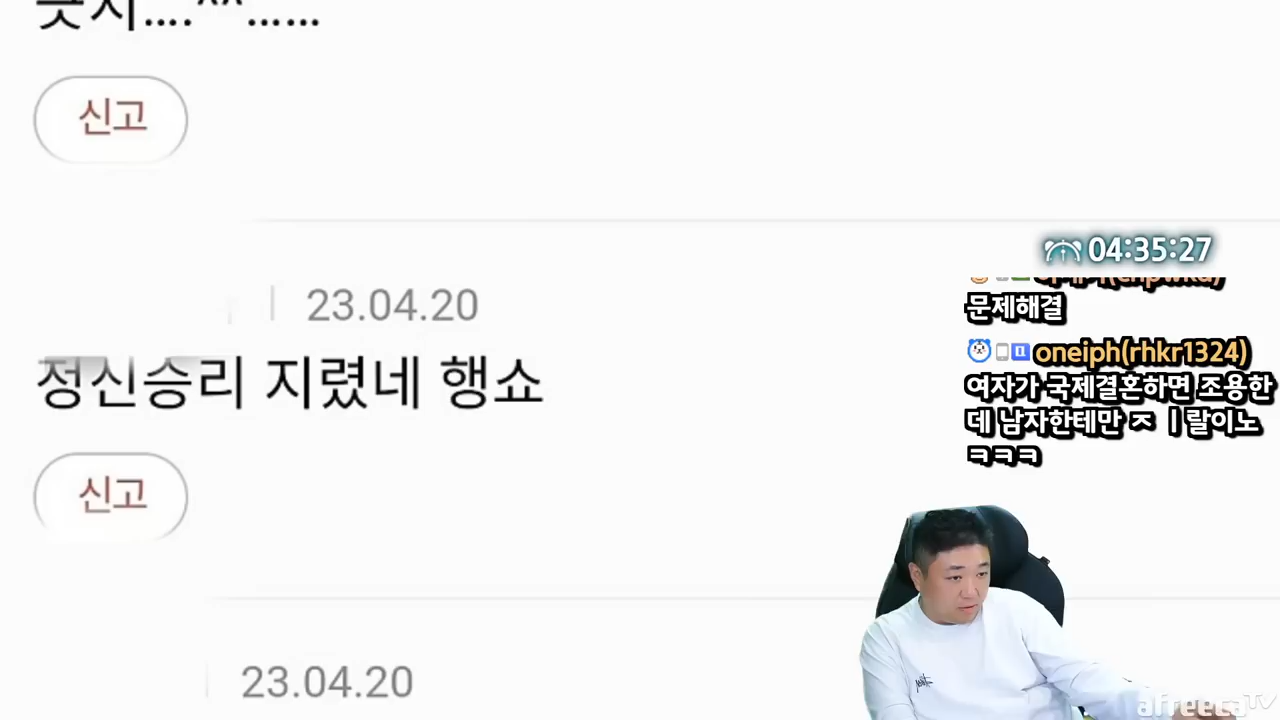 신고
04:35:27
문제해결
23.04.20
oneiph(rhkr1324)
정신승리 지렸네 행쇼
여자가 국제결혼하면 조용한
데 남자한테만 ㅈㅣ랄이노
ㅋㅋㅋ
신고
23.04.20
afreecaTV